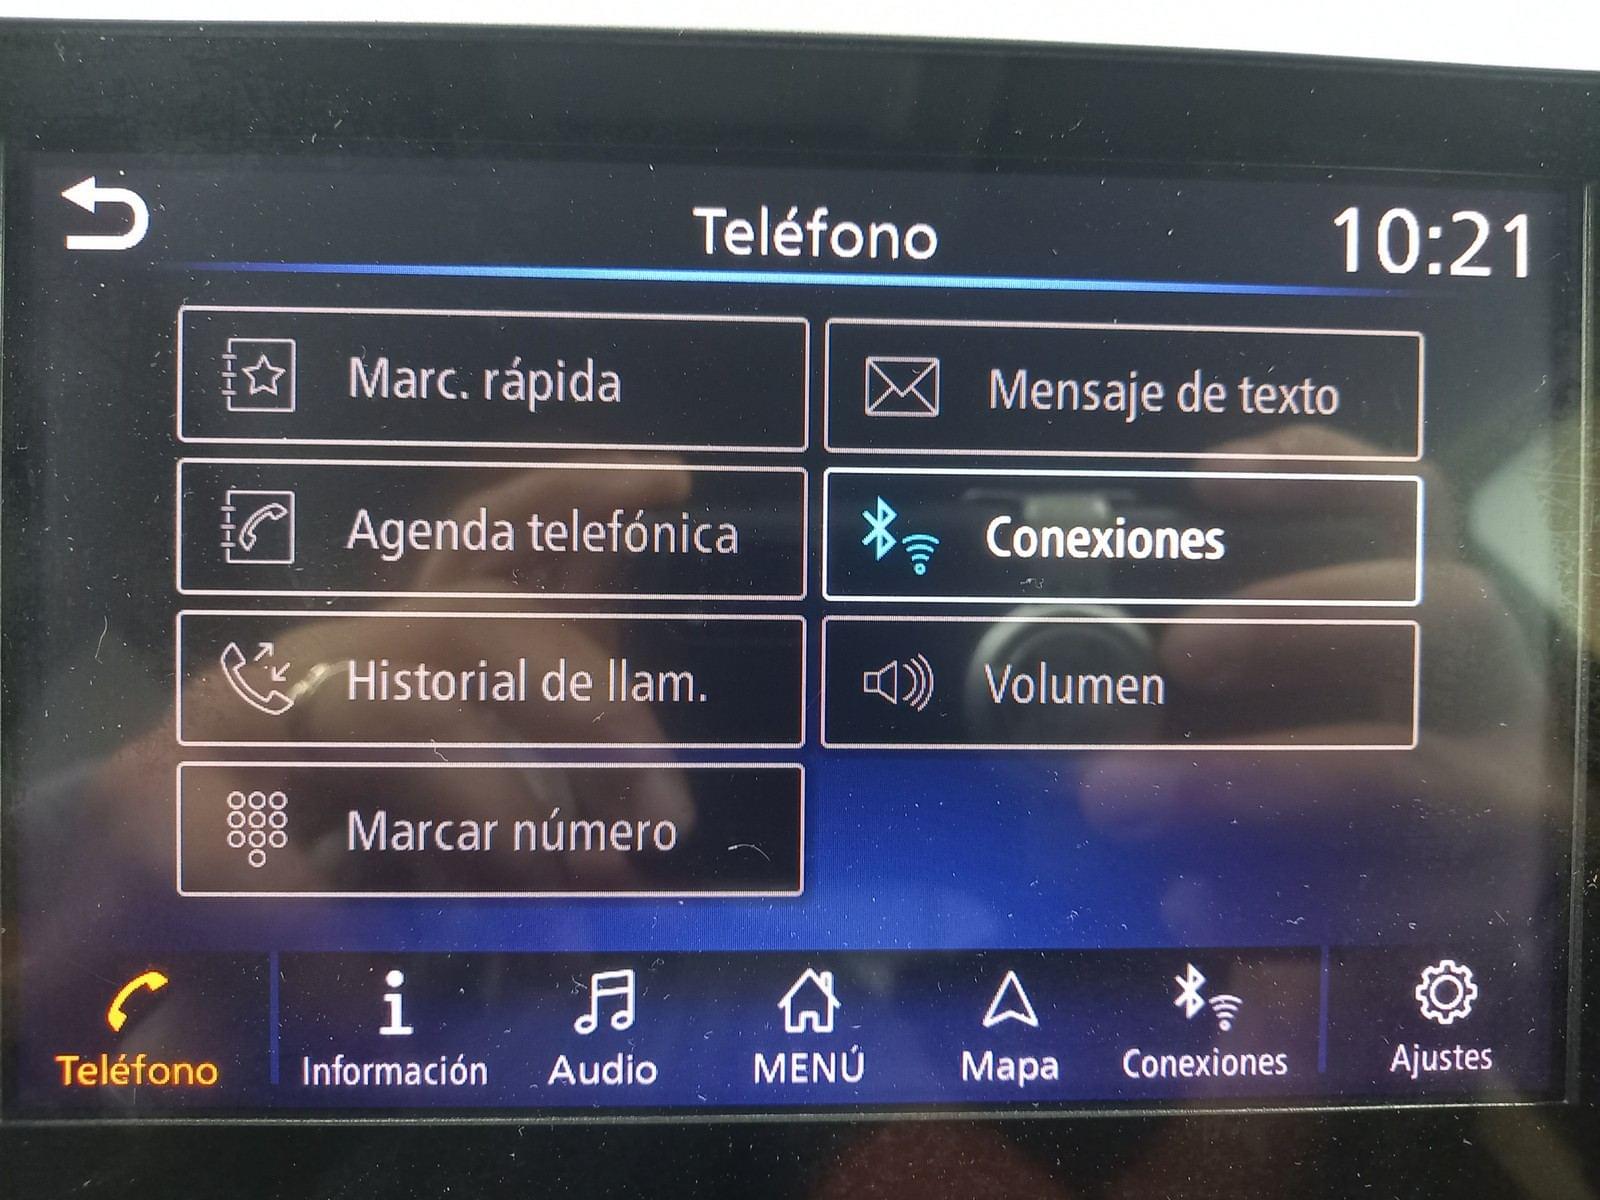 Teléfono
10:21
Marc. rápida
Mensaje de texto
Agenda telefónica
Conexiones
Historial de llam.
Volumen
Marcar número
Teléfono
Información
Audio
MENÚ
Mapa
Conexiones
Ajustes